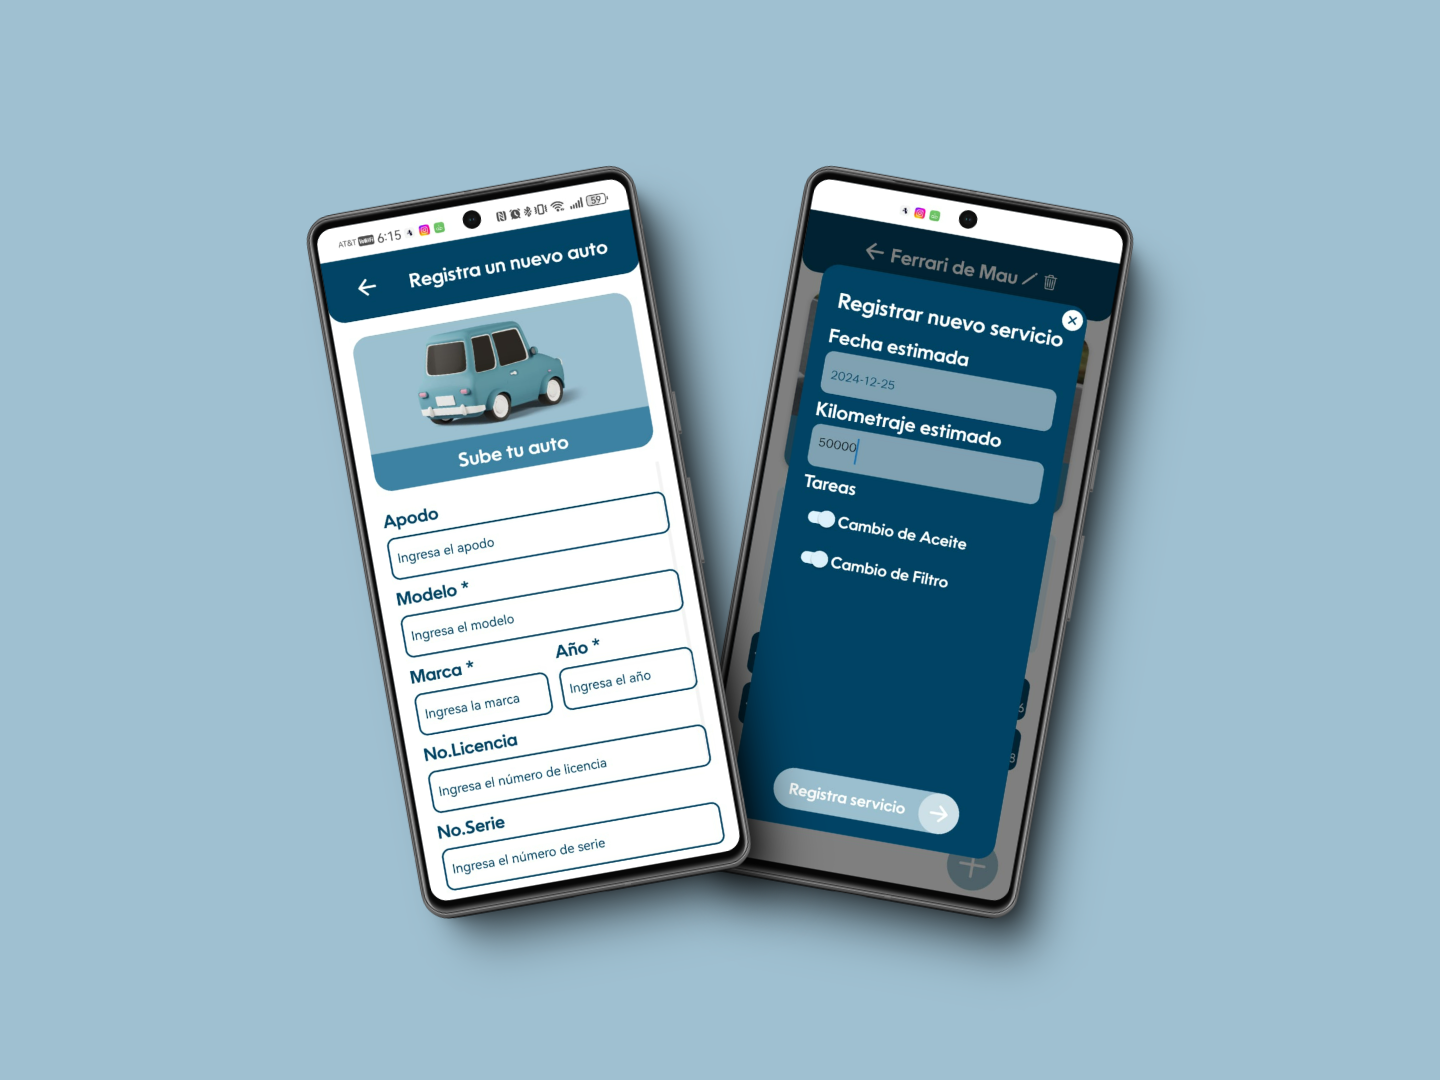 AT&T 6:15 59
Registra un nuevo auto
Sube tu auto
Apodo
Ingresa el apodo
Modelo *
Ingresa el modelo
Marca *
Año *
Ingresa la marca
Ingresa el año
No.Licencia
Ingresa el número de licencia
No.Serie
Ingresa el número de serie
Ferrari de Mau
Registrar nuevo servicio
Fecha estimada
2024-12-25
Kilometraje estimado
50000
Tareas
Cambio de Aceite
Cambio de Filtro
6
8
Registra servicio